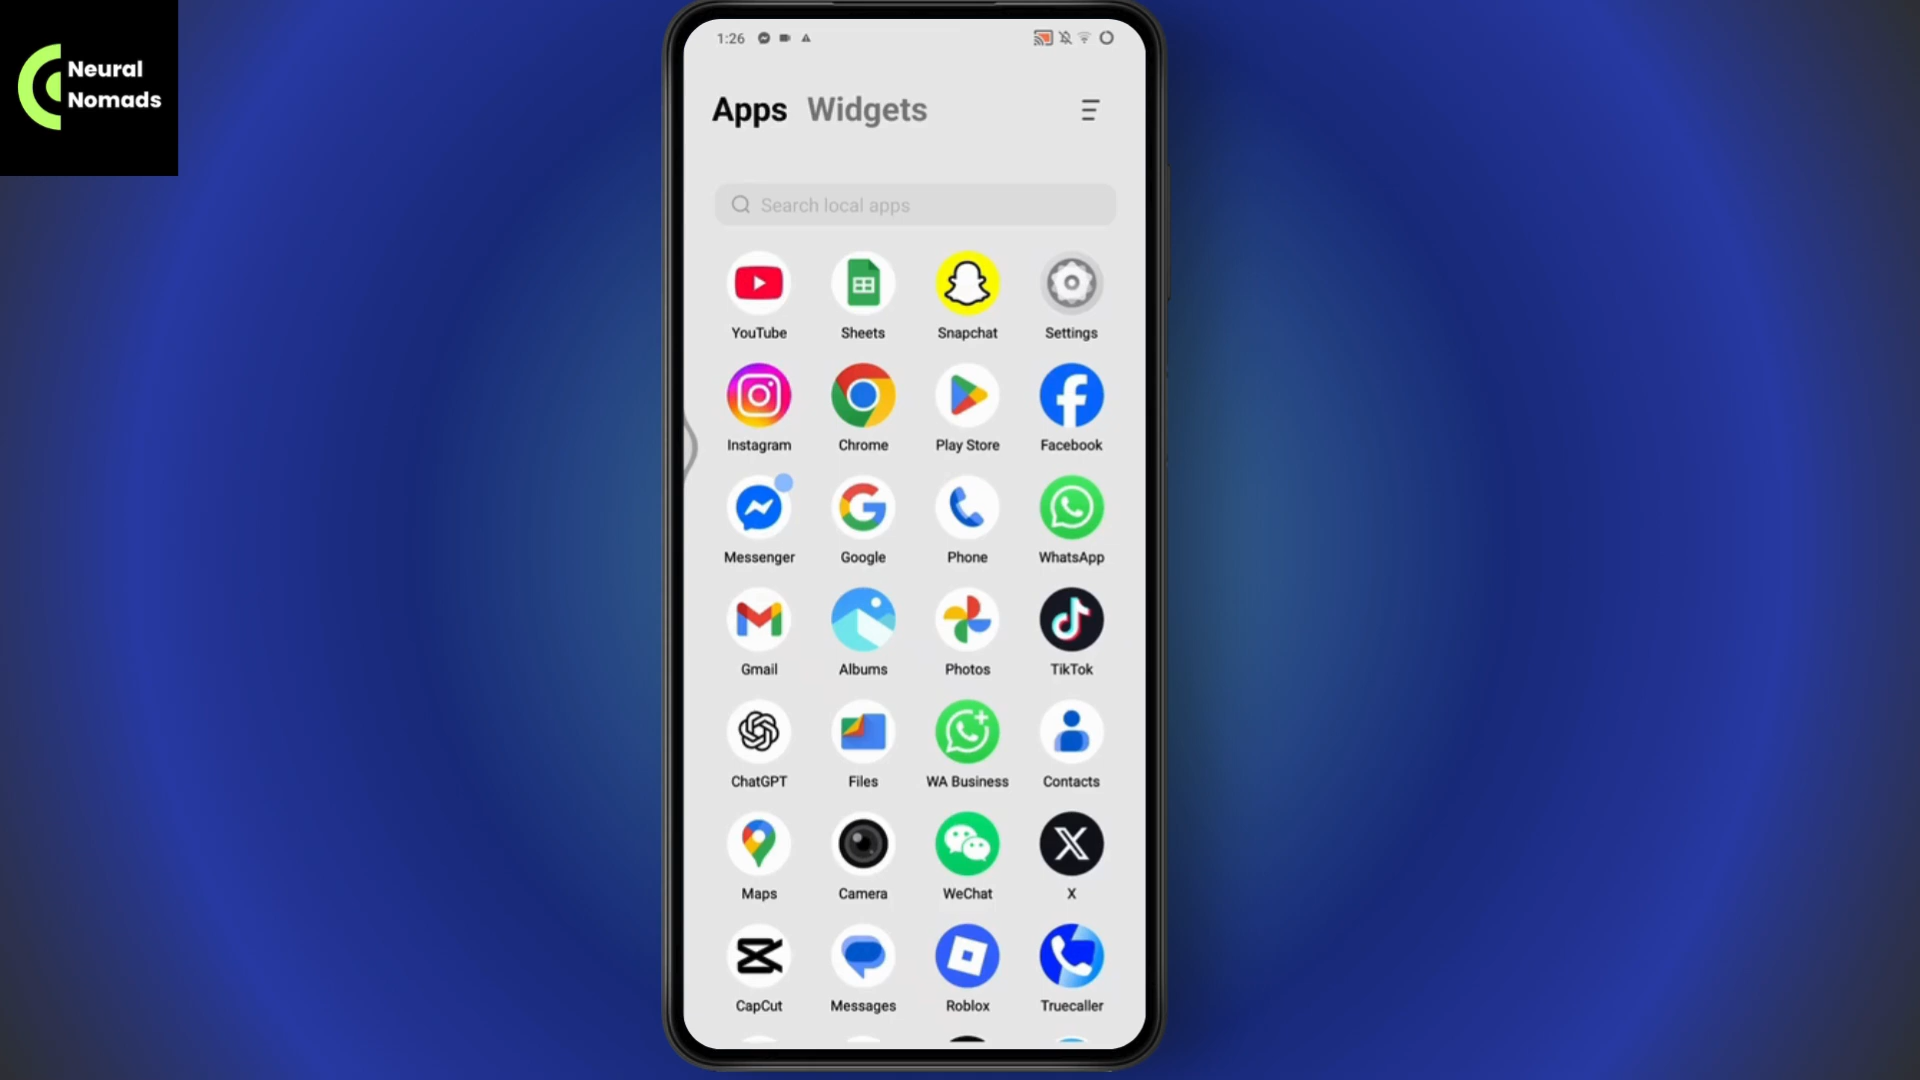 Neural
Nomads
1:26
Apps Widgets
Search local apps
YouTube Sheets Snapchat Settings
Instagram Chrome Play Store Facebook
Messenger Google Phone WhatsApp
Gmail Albums Photos TikTok
ChatGPT Files WA Business Contacts
Maps Camera WeChat X
CapCut Messages Roblox Truecaller